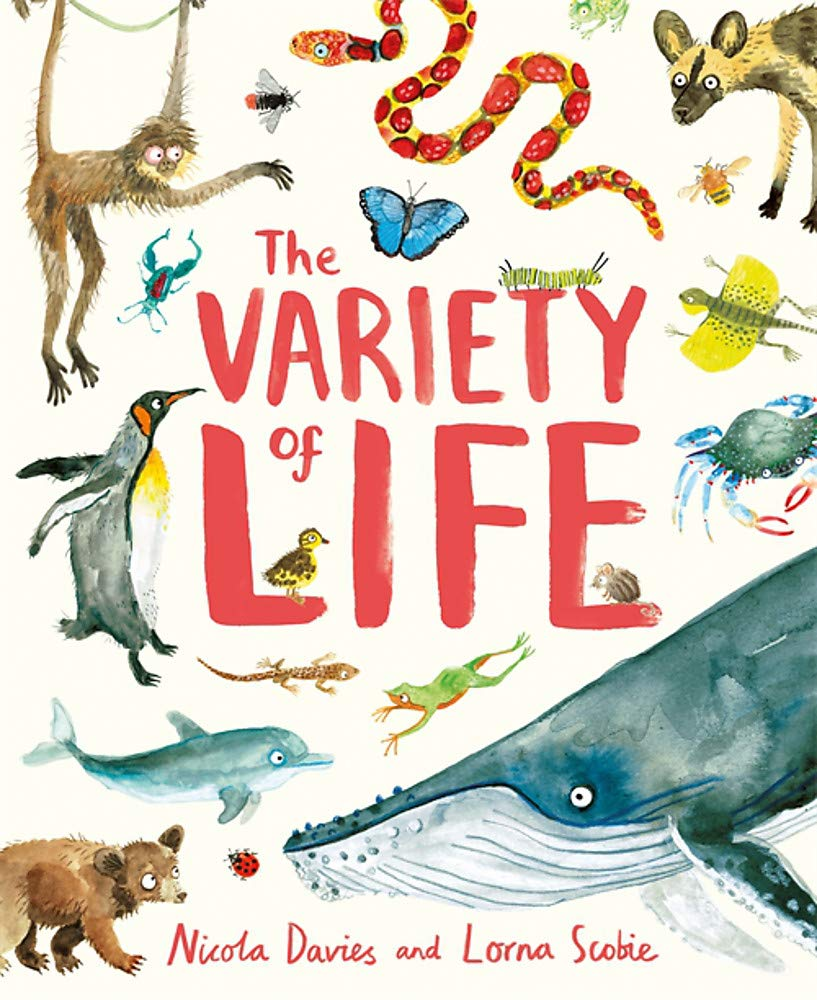 The
VARIETY
of
LIFE
Nicola Davies and Lorna Scobie